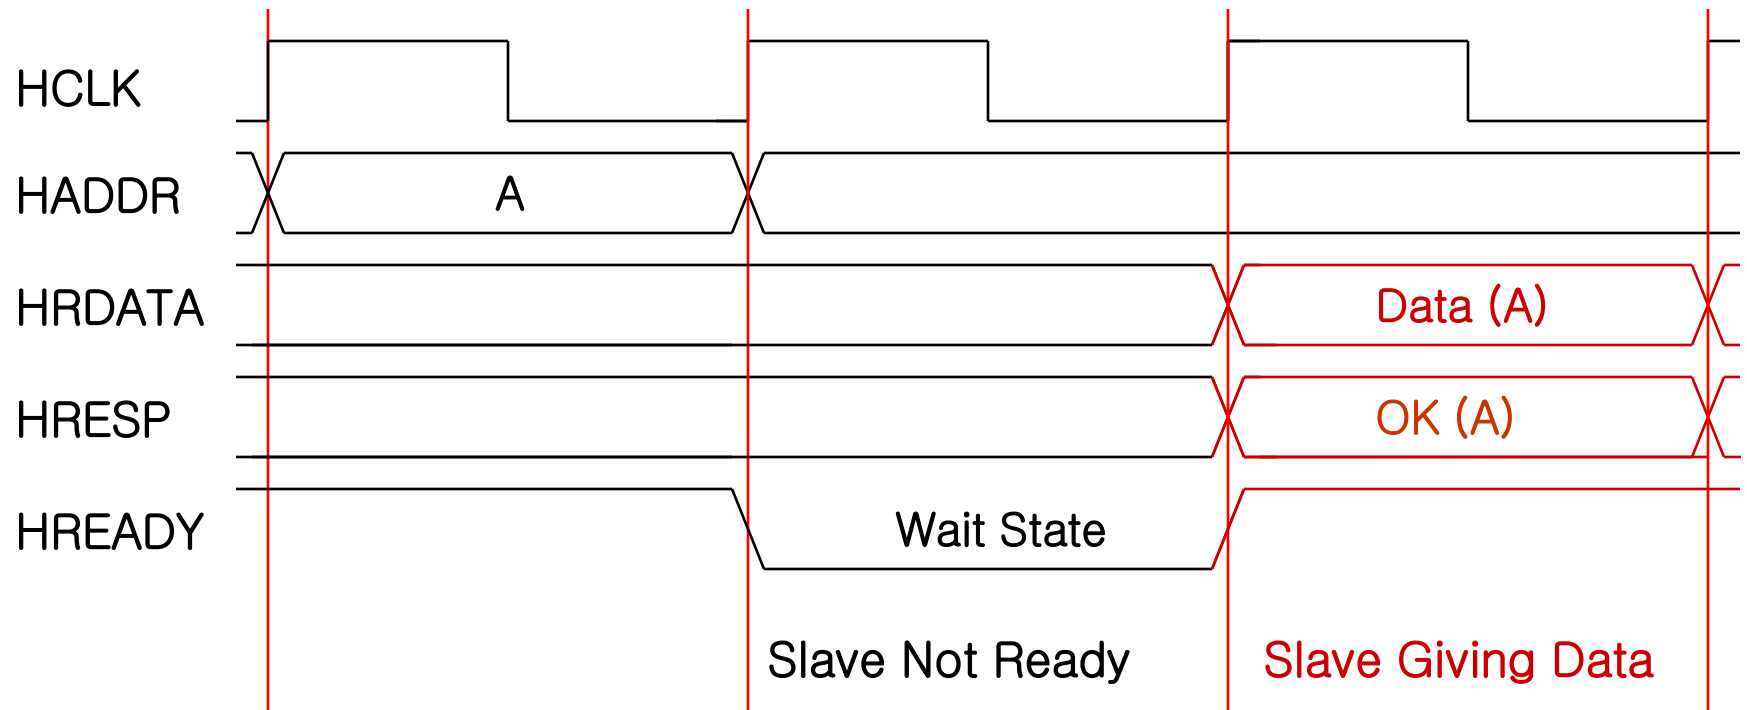 HCLK
HADDR A
HRDATA Data (A)
HRESP OK (A)
HREADY Wait State
Slave Not Ready Slave Giving Data